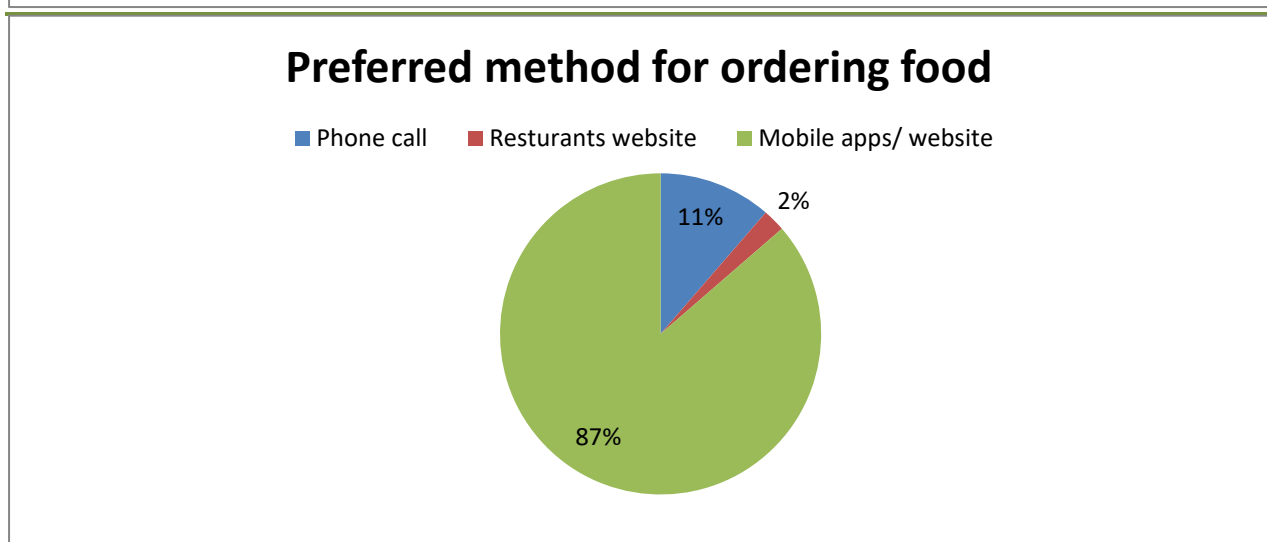 Preferred method for ordering food
Phone call Resturants website Mobile apps/ website
11%
2%
87%